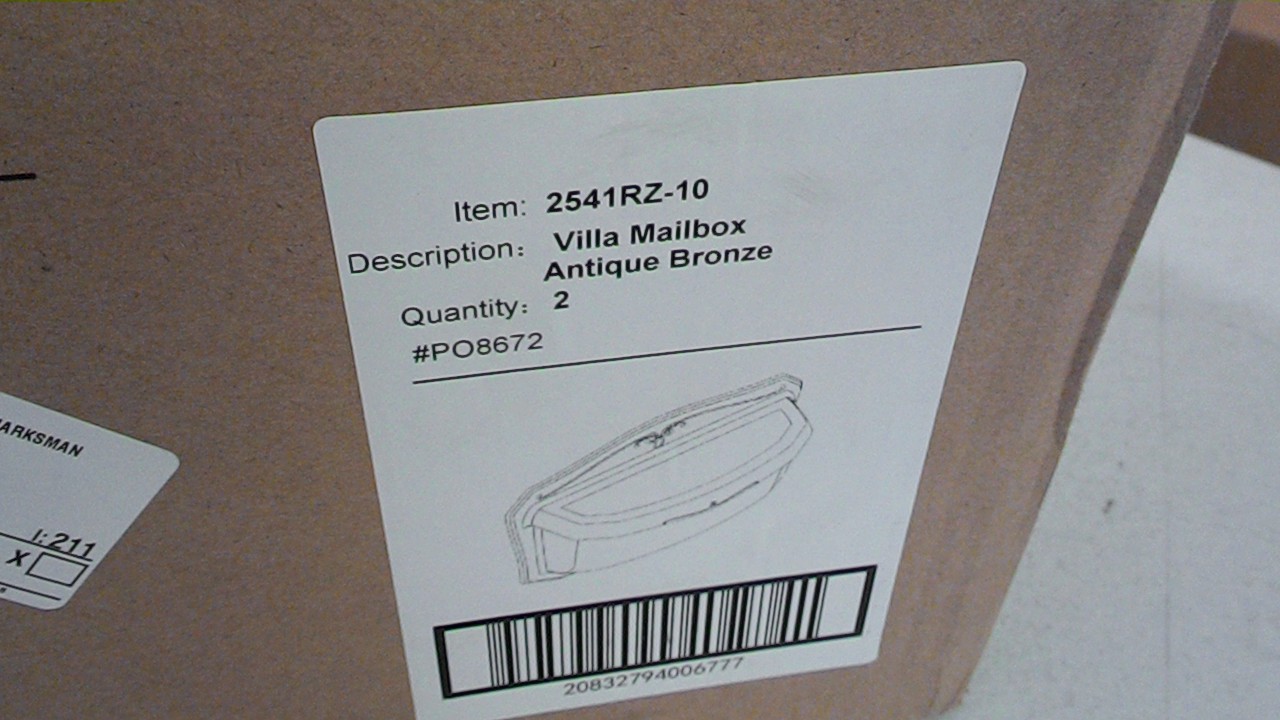 Item: 2541RZ-10
Description: Villa Mailbox
Antique Bronze
Quantity: 2
#PO8672
20832794006777
ARKSMAN
I: 211
X